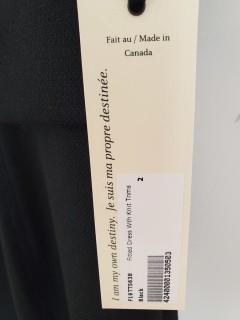 Fait au / Made in
Canada
I am my own destiny. Je suis ma propre destinée.
Fitted Dress With Knit Trims
2
F19TT5638
Black